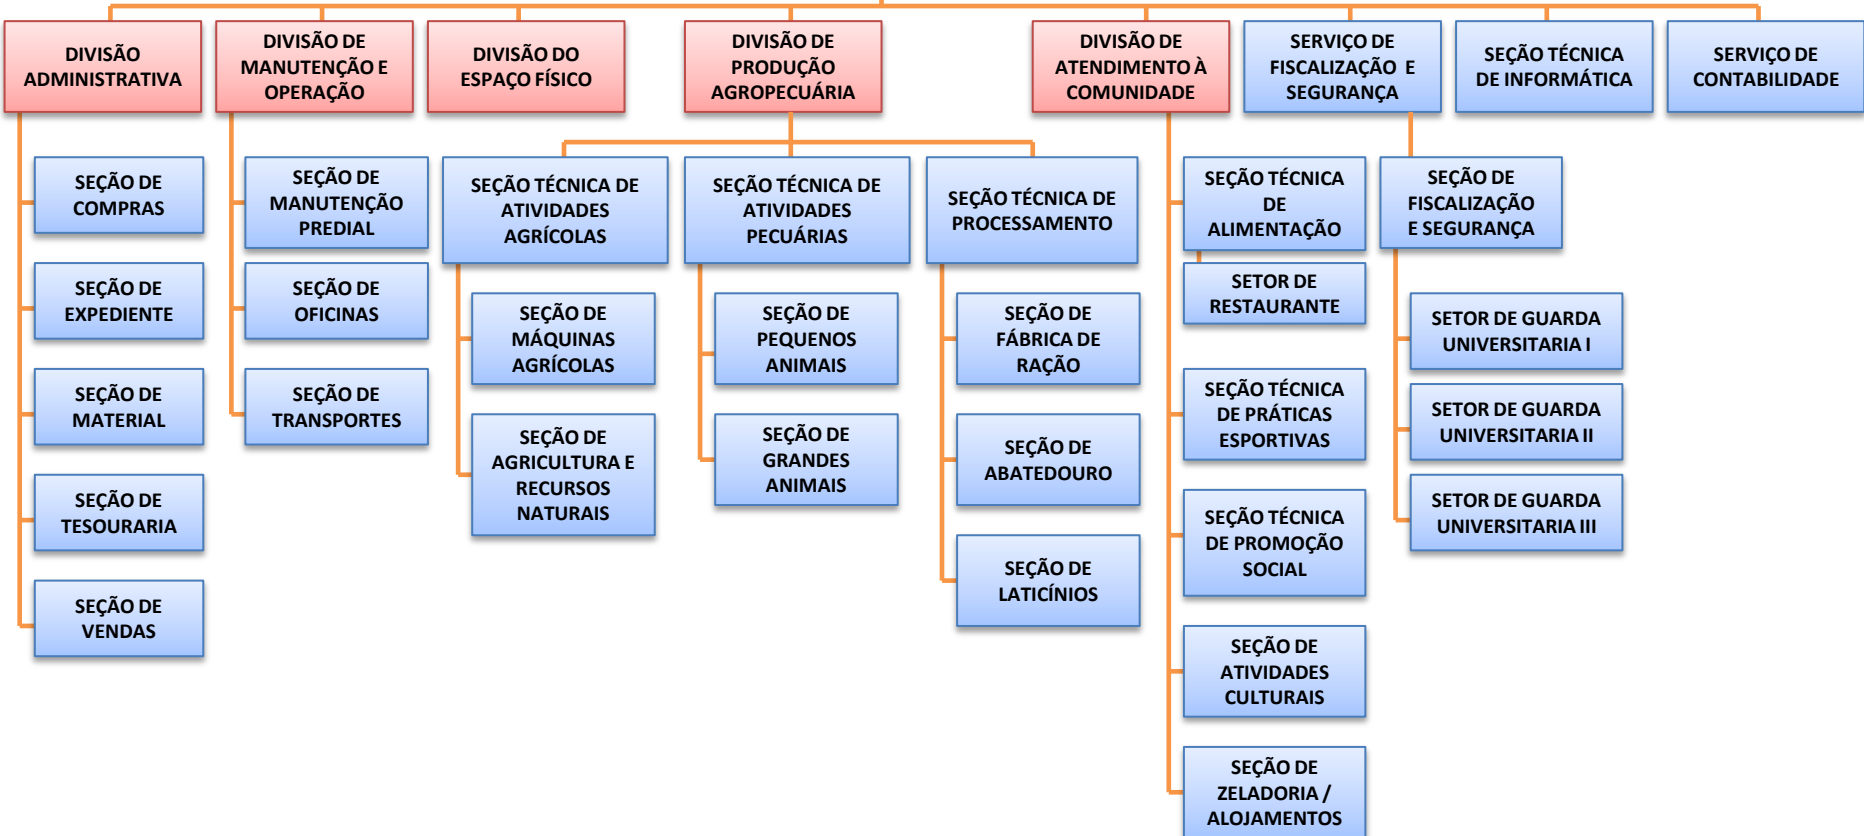 DIVISÃO
ADMINISTRATIVA
DIVISÃO DE
MANUTENÇÃO E
OPERAÇÃO
DIVISÃO DO
ESPAÇO FÍSICO
DIVISÃO DE
PRODUÇÃO
AGROPECUÁRIA
DIVISÃO DE
ATENDIMENTO À
COMUNIDADE
SERVIÇO DE
FISCALIZAÇÃO E
SEGURANÇA
SEÇÃO TÉCNICA
DE INFORMÁTICA
SERVIÇO DE
CONTABILIDADE
SEÇÃO DE
COMPRAS
SEÇÃO DE
EXPEDIENTE
SEÇÃO DE
MATERIAL
SEÇÃO DE
TESOURARIA
SEÇÃO DE
VENDAS
SEÇÃO DE
MANUTENÇÃO
PREDIAL
SEÇÃO DE
OFICINAS
SEÇÃO DE
TRANSPORTES
SEÇÃO TÉCNICA DE
ATIVIDADES
AGRÍCOLAS
SEÇÃO DE
MÁQUINAS
AGRÍCOLAS
SEÇÃO DE
AGRICULTURA E
RECURSOS
NATURAIS
SEÇÃO TÉCNICA DE
ATIVIDADES
PECUÁRIAS
SEÇÃO DE
PEQUENOS
ANIMAIS
SEÇÃO DE
GRANDES
ANIMAIS
SEÇÃO TÉCNICA DE
PROCESSAMENTO
SEÇÃO DE
FÁBRICA DE
RAÇÃO
SEÇÃO DE
ABATEDOURO
SEÇÃO DE
LATICÍNIOS
SEÇÃO TÉCNICA
DE
ALIMENTAÇÃO
SETOR DE
RESTAURANTE
SEÇÃO TÉCNICA
DE PRÁTICAS
ESPORTIVAS
SEÇÃO TÉCNICA
DE PROMOÇÃO
SOCIAL
SEÇÃO DE
ATIVIDADES
CULTURAIS
SEÇÃO DE
ZELADORIA /
ALOJAMENTOS
SEÇÃO DE
FISCALIZAÇÃO
E SEGURANÇA
SETOR DE GUARDA
UNIVERSITARIA I
SETOR DE GUARDA
UNIVERSITARIA II
SETOR DE GUARDA
UNIVERSITARIA III